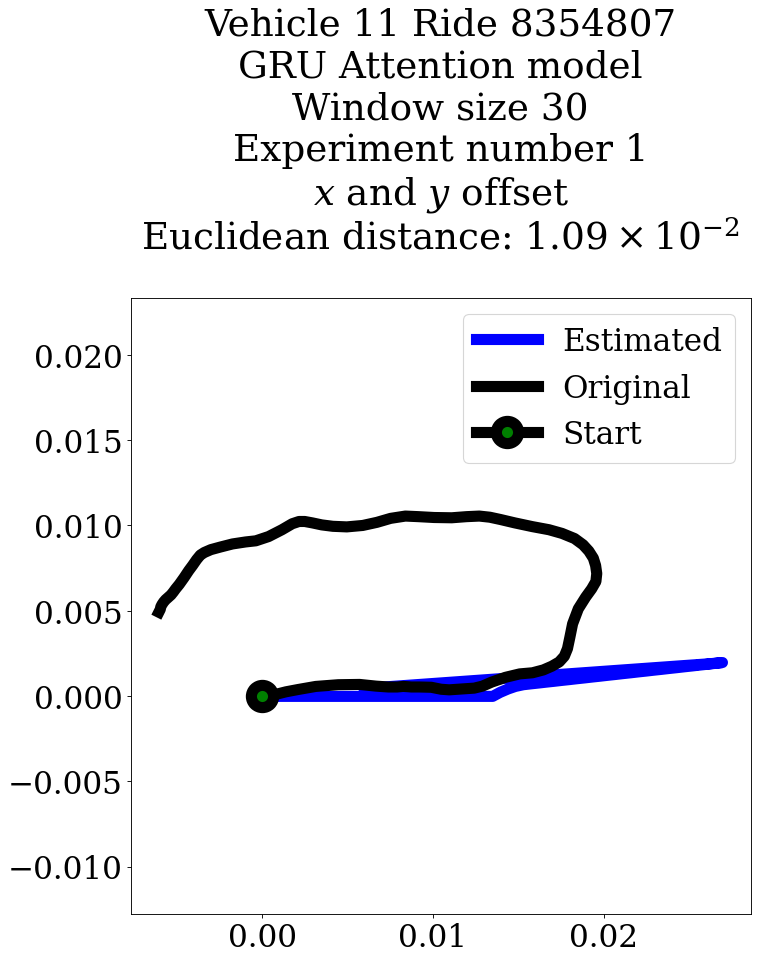 Vehicle 11 Ride 8354807
GRU Attention model
Window size 30
Experiment number 1
x and y offset
Euclidean distance: 1.09 × 10⁻²
Estimated
Original
Start
0.020
0.015
0.010
0.005
0.000
−0.005
−0.010
0.00 0.01 0.02